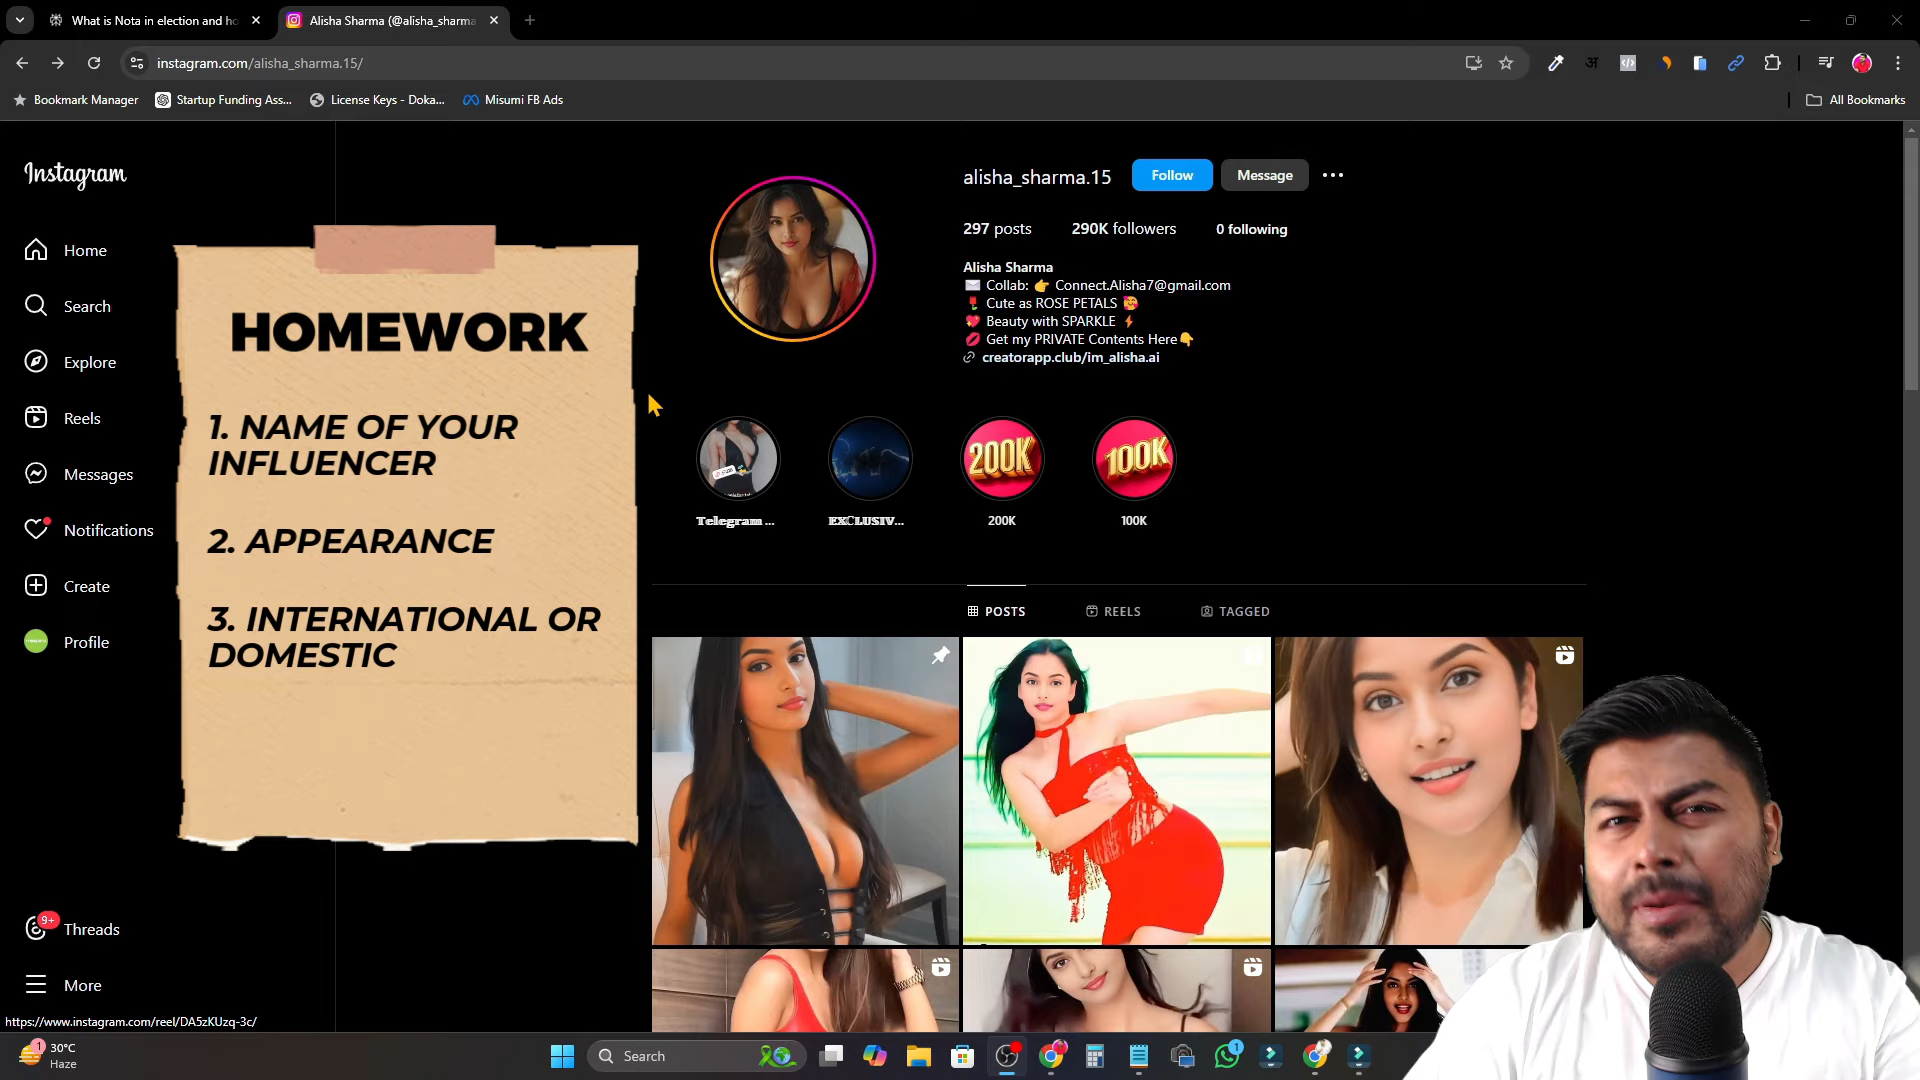 What is Nota in election and ho
Alisha Sharma (@alisha_sharma
instagram.com/alisha_sharma.15/
अ
Bookmark Manager
Startup Funding Ass...
License Keys - Doka...
Misumi FB Ads
All Bookmarks
Instagram
Home
Search
Explore
Reels
Messages
Notifications
Create
Profile
9+
Threads
More
HOMEWORK
1. NAME OF YOUR
INFLUENCER
2. APPEARANCE
3. INTERNATIONAL OR
DOMESTIC
alisha_sharma.15
Follow
Message
297 posts
290K followers
0 following
Alisha Sharma
Collab: 👉 Connect.Alisha7@gmail.com
🌹 Cute as ROSE PETALS 🥰
💖 Beauty with SPARKLE ⚡
💋 Get my PRIVATE Contents Here👇
creatorapp.club/im_alisha.ai
200K
100K
Telegram ...
EXCLUSIV...
200K
100K
POSTS
REELS
TAGGED
https://www.instagram.com/reel/DA5zKUzq-3c/
1
30°C
Haze
Search
1